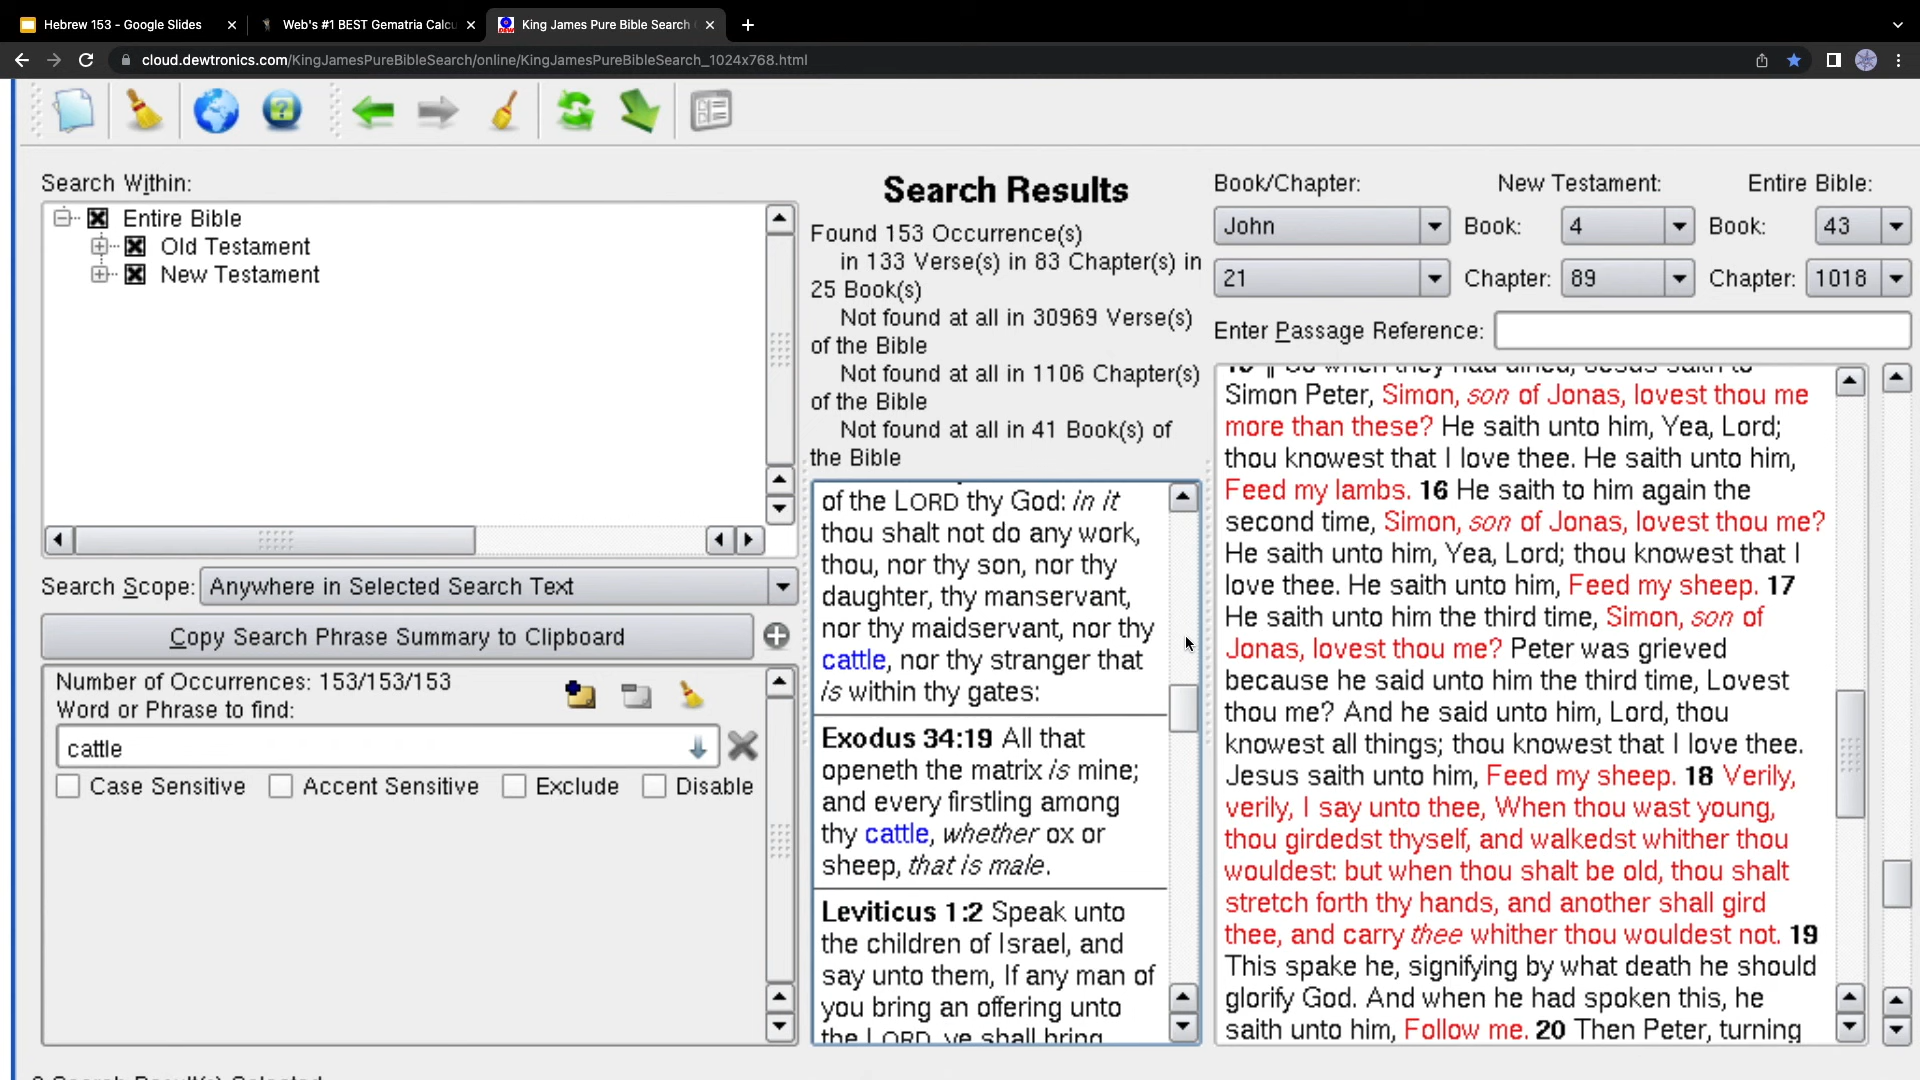 Hebrew 153 - Google Slides
Web's #1 BEST Gematria Calcu
King James Pure Bible Search
cloud.dewtronics.com/KingJamesPureBibleSearch/online/KingJamesPureBibleSearch_1024x768.html
Search Within:
Entire Bible
Old Testament
New Testament
Search Scope: Anywhere in Selected Search Text
Copy Search Phrase Summary to Clipboard
Number of Occurrences: 153/153/153
Word or Phrase to find:
cattle
Case Sensitive Accent Sensitive Exclude Disable
Search Results
Found 153 Occurrence(s)
in 133 Verse(s) in 83 Chapter(s) in
25 Book(s)
Not found at all in 30969 Verse(s)
of the Bible
Not found at all in 1106 Chapter(s)
of the Bible
Not found at all in 41 Book(s) of
the Bible
of the LORD thy God: in it
thou shalt not do any work,
thou, nor thy son, nor thy
daughter, thy manservant,
nor thy maidservant, nor thy
cattle, nor thy stranger that
is within thy gates:
Exodus 34:19 All that
openeth the matrix is mine;
and every firstling among
thy cattle, whether ox or
sheep, that is male.
Leviticus 1:2 Speak unto
the children of Israel, and
say unto them, If any man of
you bring an offering unto
the LORD, ye shall bring
Book/Chapter: New Testament: Entire Bible:
John Book: 4 Book: 43
21 Chapter: 89 Chapter: 1018
Enter Passage Reference:
So when they had dined, Jesus saith to
Simon Peter, Simon, son of Jonas, lovest thou me
more than these? He saith unto him, Yea, Lord;
thou knowest that I love thee. He saith unto him,
Feed my lambs. 16 He saith to him again the
second time, Simon, son of Jonas, lovest thou me?
He saith unto him, Yea, Lord; thou knowest that I
love thee. He saith unto him, Feed my sheep. 17
He saith unto him the third time, Simon, son of
Jonas, lovest thou me? Peter was grieved
because he said unto him the third time, Lovest
thou me? And he said unto him, Lord, thou
knowest all things; thou knowest that I love thee.
Jesus saith unto him, Feed my sheep. 18 Verily,
verily, I say unto thee, When thou wast young,
thou girdedst thyself, and walkedst whither thou
wouldest: but when thou shalt be old, thou shalt
stretch forth thy hands, and another shall gird
thee, and carry thee whither thou wouldest not. 19
This spake he, signifying by what death he should
glorify God. And when he had spoken this, he
saith unto him, Follow me. 20 Then Peter, turning